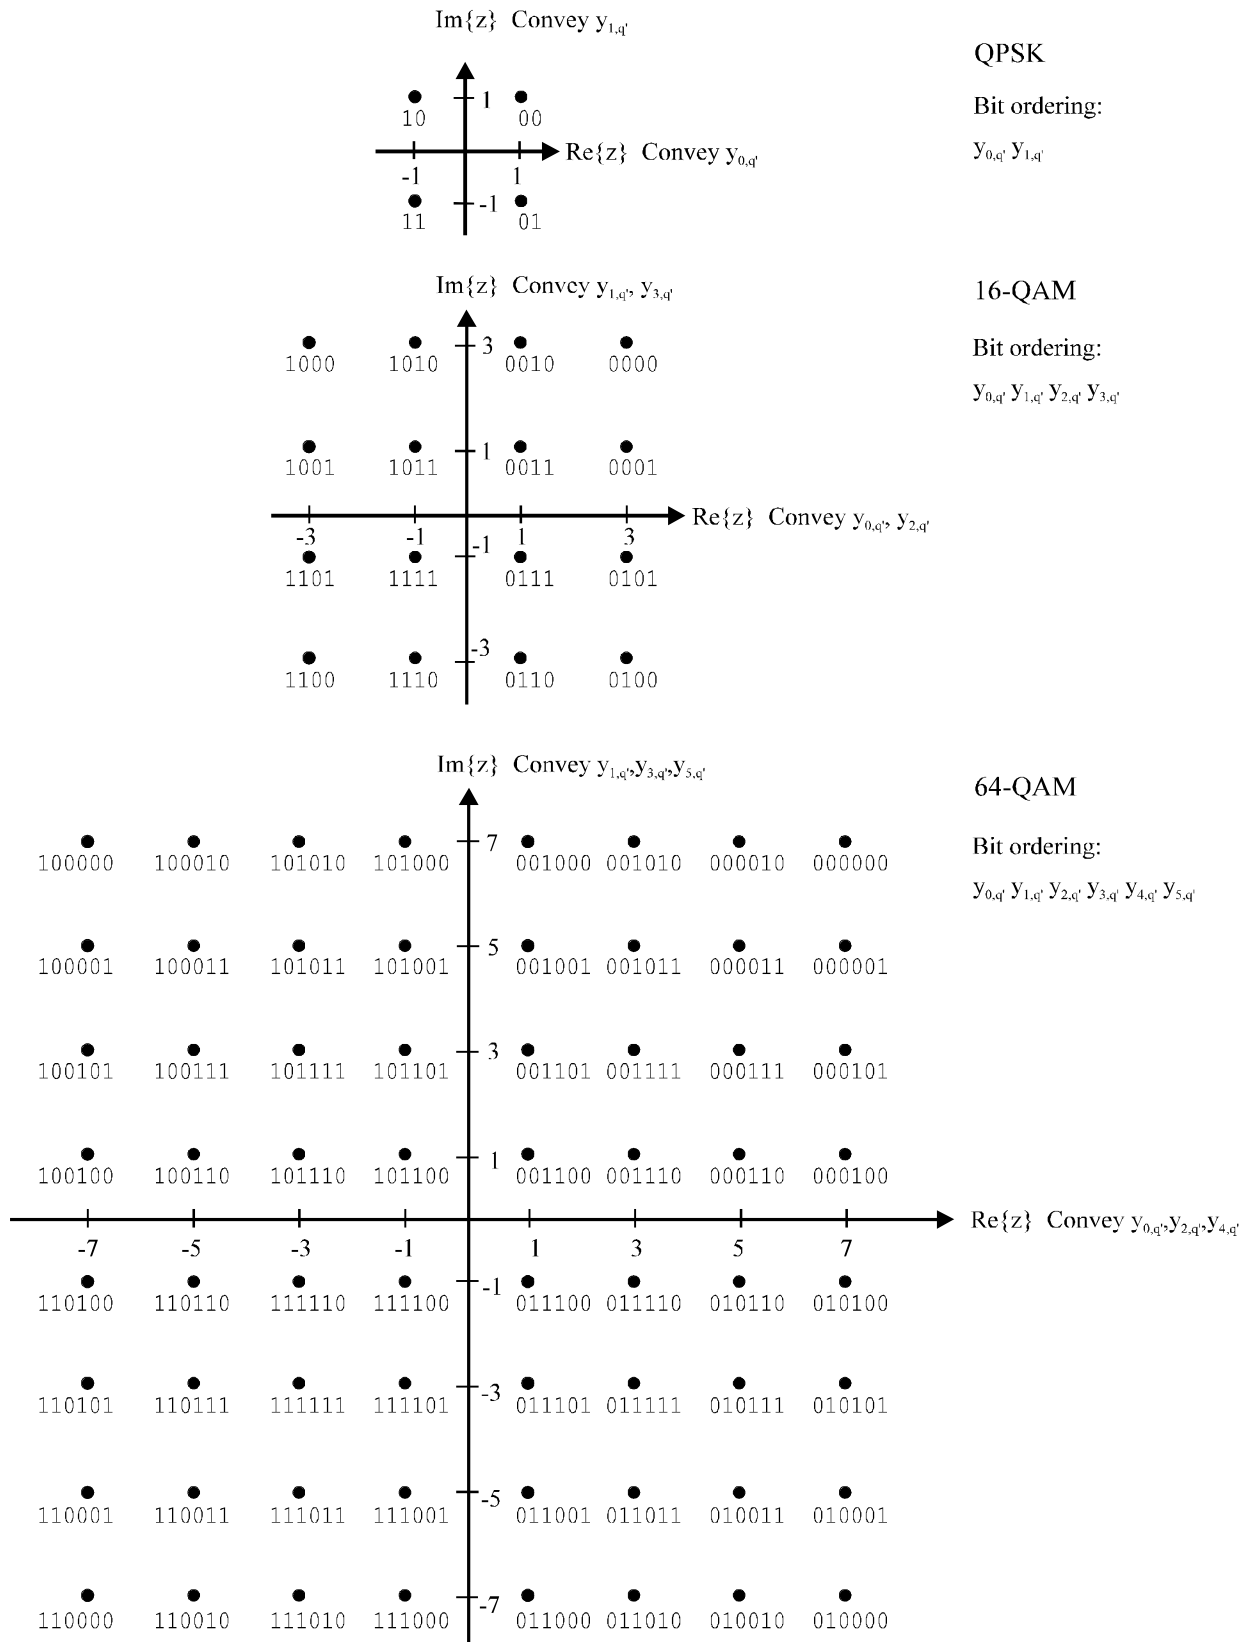 Im{z} Convey y1,q'
QPSK
Bit ordering:
y0,q' y1,q'
1
10 00
Re{z} Convey y0,q'
-1 1
-1
11 01
Im{z} Convey y1,q', y3,q'
16-QAM
Bit ordering:
y0,q' y1,q' y2,q' y3,q'
3
1000 1010 0010 0000
1
1001 1011 0011 0001
Re{z} Convey y0,q', y2,q'
-3 -1 1 3
-1
1101 1111 0111 0101
-3
1100 1110 0110 0100
Im{z} Convey y1,q',y3,q',y5,q'
64-QAM
Bit ordering:
y0,q' y1,q' y2,q' y3,q' y4,q' y5,q'
7
100000 100010 101010 101000 001000 001010 000010 000000
5
100001 100011 101011 101001 001001 001011 000011 000001
3
100101 100111 101111 101101 001101 001111 000111 000101
1
100100 100110 101110 101100 001100 001110 000110 000100
Re{z} Convey y0,q',y2,q',y4,q'
-7 -5 -3 -1 1 3 5 7
-1
110100 110110 111110 111100 011100 011110 010110 010100
-3
110101 110111 111111 111101 011101 011111 010111 010101
-5
110001 110011 111011 111001 011001 011011 010011 010001
-7
110000 110010 111010 111000 011000 011010 010010 010000